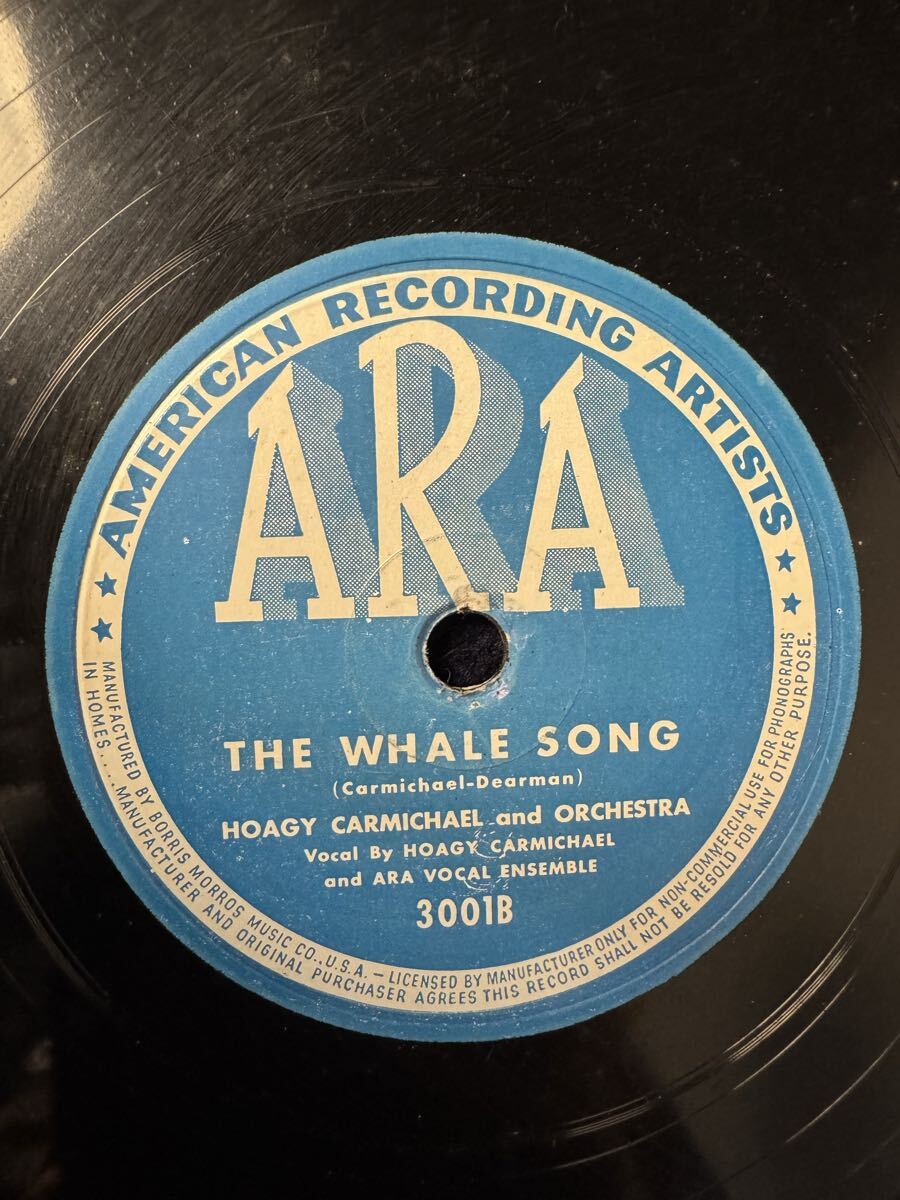 ★ ★ AMERICAN RECORDING ARTISTS ★ ★
ARA
THE WHALE SONG
(Carmichael-Dearman)
HOAGY CARMICHAEL and ORCHESTRA
Vocal By HOAGY CARMICHAEL
and ARA VOCAL ENSEMBLE
3001B
MANUFACTURED BY BORRIS MORROS MUSIC CO., U.S.A. – LICENSED BY MANUFACTURER ONLY FOR NON-COMMERCIAL USE FOR PHONOGRAPHS
IN HOMES... MANUFACTURER AND ORIGINAL PURCHASER AGREES THIS RECORD SHALL NOT BE RESOLD FOR ANY OTHER PURPOSE.